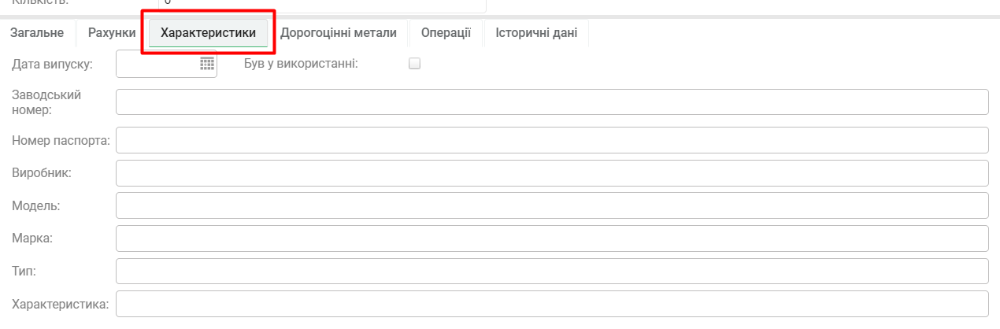 Кількість: 0
Загальне Рахунки Характеристики Дорогоцінні метали Операції Історичні дані
Дата випуску: Був у використанні:
Заводський
номер:
Номер паспорта:
Виробник:
Модель:
Марка:
Тип:
Характеристика: